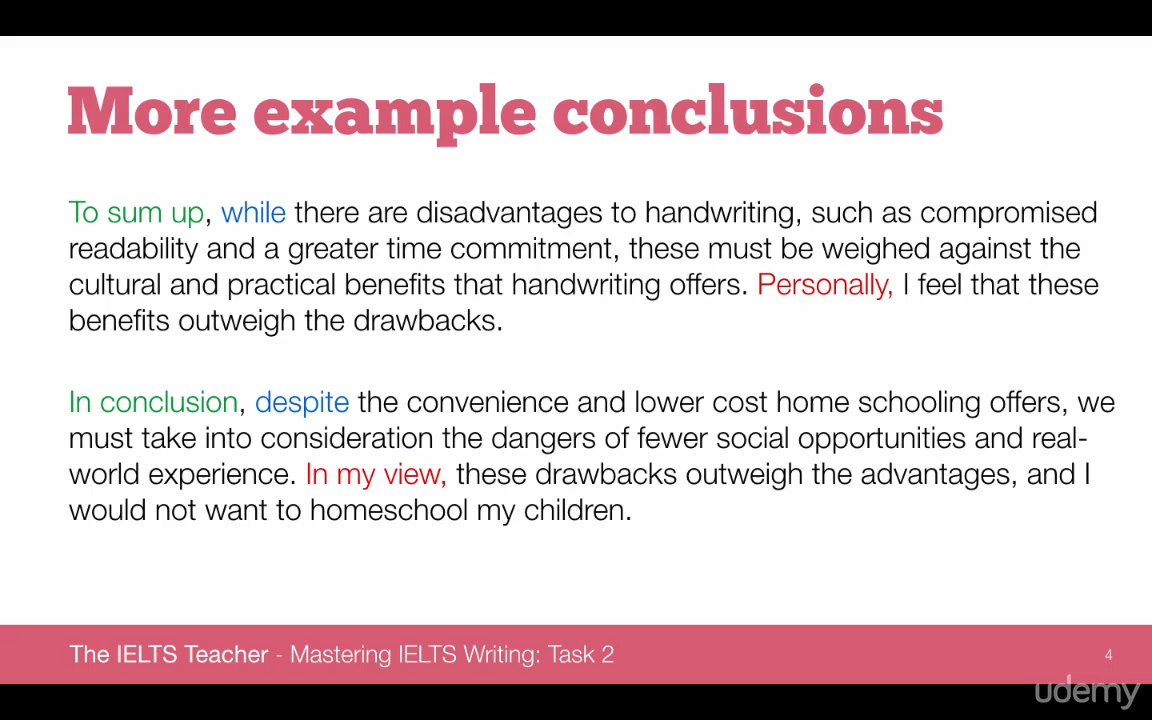 More example conclusions
To sum up, while there are disadvantages to handwriting, such as compromised
readability and a greater time commitment, these must be weighed against the
cultural and practical benefits that handwriting offers. Personally, I feel that these
benefits outweigh the drawbacks.
In conclusion, despite the convenience and lower cost home schooling offers, we
must take into consideration the dangers of fewer social opportunities and real-
world experience. In my view, these drawbacks outweigh the advantages, and I
would not want to homeschool my children.
The IELTS Teacher - Mastering IELTS Writing: Task 2
4
udemy